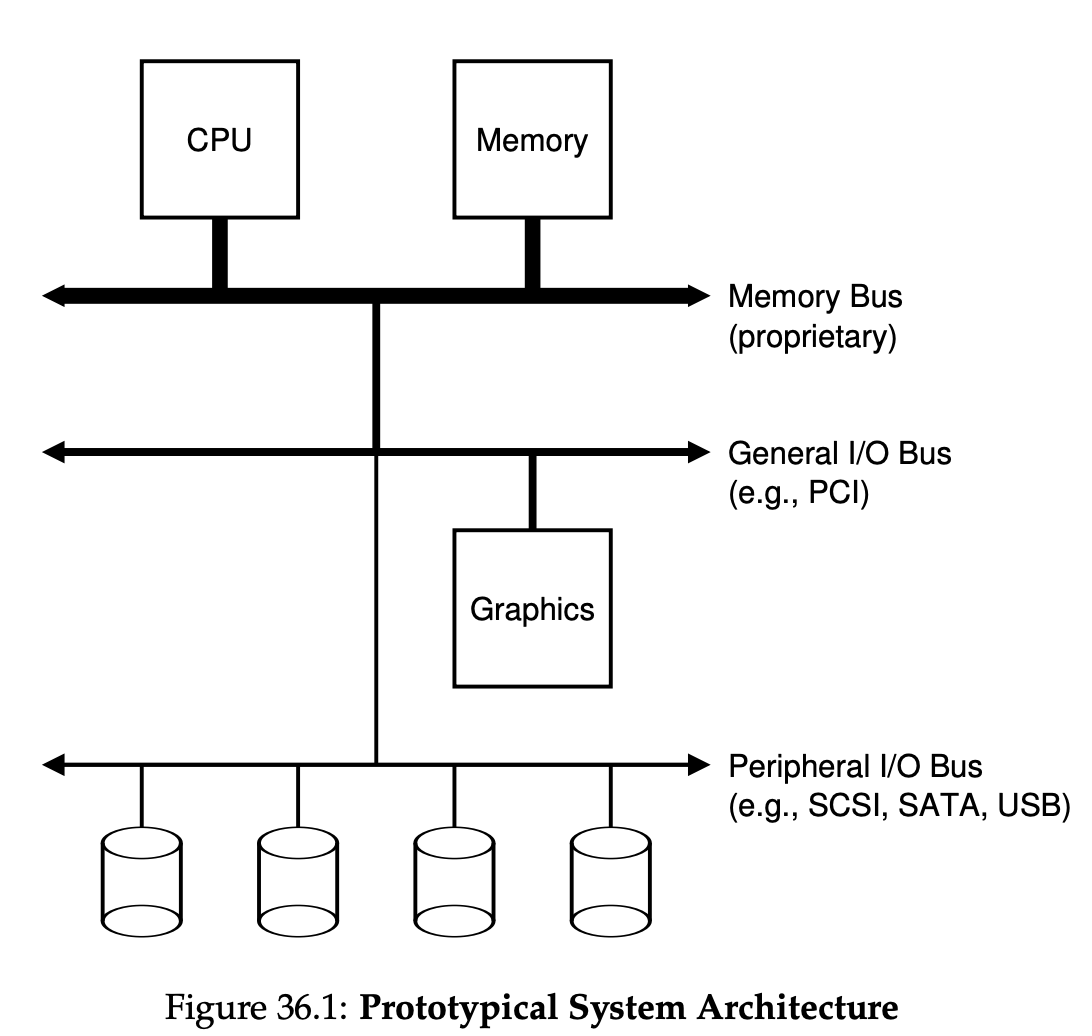 CPU
Memory
Memory Bus
(proprietary)
General I/O Bus
(e.g., PCI)
Graphics
Peripheral I/O Bus
(e.g., SCSI, SATA, USB)
Figure 36.1: Prototypical System Architecture